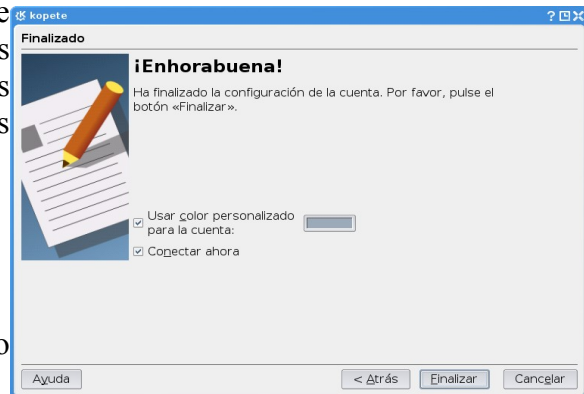 kopete
Finalizado
¡Enhorabuena!
Ha finalizado la configuración de la cuenta. Por favor, pulse el
botón «Finalizar».
Usar color personalizado
para la cuenta:
Conectar ahora
Ayuda
< Atrás
Finalizar
Cancelar